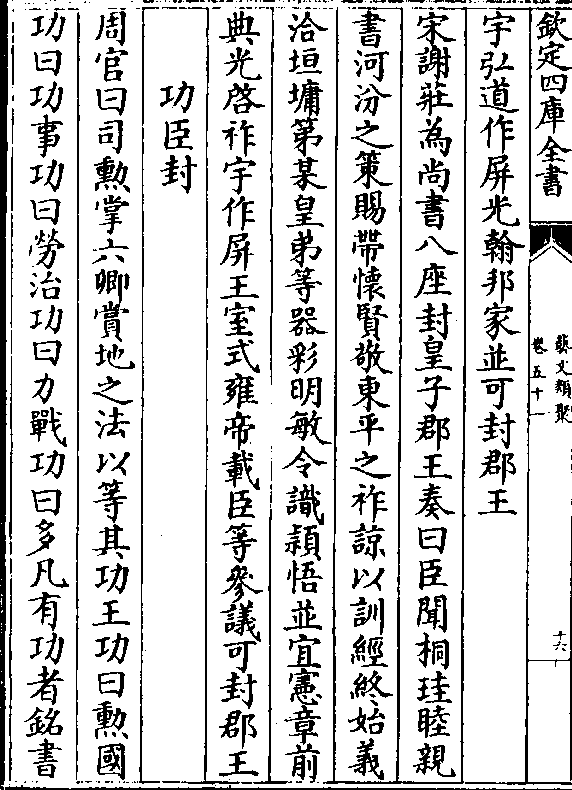 欽定四庫全書
藝文類聚
卷五十一
十六
宇弘道作屏光翰邦家並可封郡王
宋謝莊為尚書八座封皇子郡王奏曰臣聞桐珪睦親
書河汾之策賜帶懷賢敬東平之祚諒以訓經終始義
洽垣墉第某皇弟等器彩明敏令識潁悟並宜憲章前
典光啓祚宇作屏王室式雍帝載臣等參議可封郡王
功臣封
周官曰司勲掌六卿賞地之法以等其功王功曰勲國
功曰功事功曰勞治功曰力戰功曰多凡有功者銘書